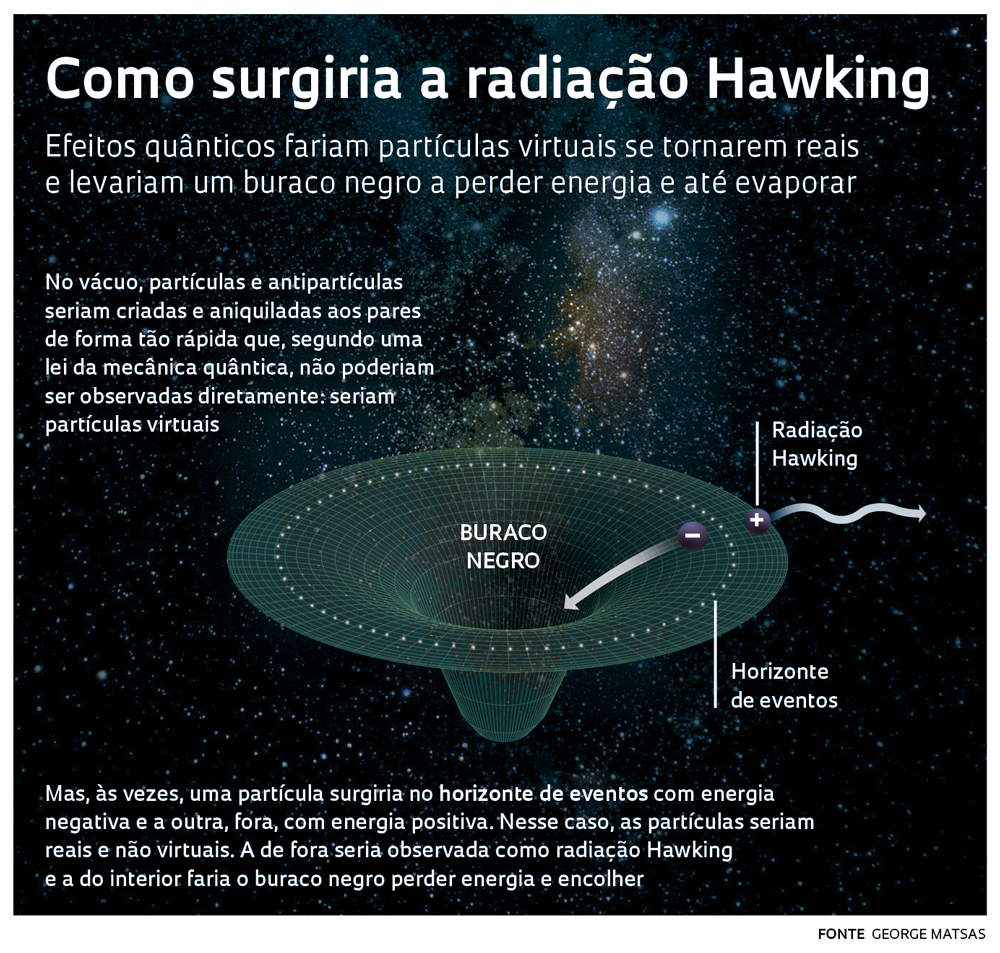 Como surgiria a radiação Hawking
Efeitos quânticos fariam partículas virtuais se tornarem reais
e levariam um buraco negro a perder energia e até evaporar
No vácuo, partículas e antipartículas
seriam criadas e aniquiladas aos pares
de forma tão rápida que, segundo uma
lei da mecânica quântica, não poderiam
ser observadas diretamente: seriam
partículas virtuais
Radiação
Hawking
BURACO
NEGRO
−
+
Horizonte
de eventos
Mas, às vezes, uma partícula surgiria no horizonte de eventos com energia
negativa e a outra, fora, com energia positiva. Nesse caso, as partículas seriam
reais e não virtuais. A de fora seria observada como radiação Hawking
e a do interior faria o buraco negro perder energia e encolher
FONTE GEORGE MATSAS